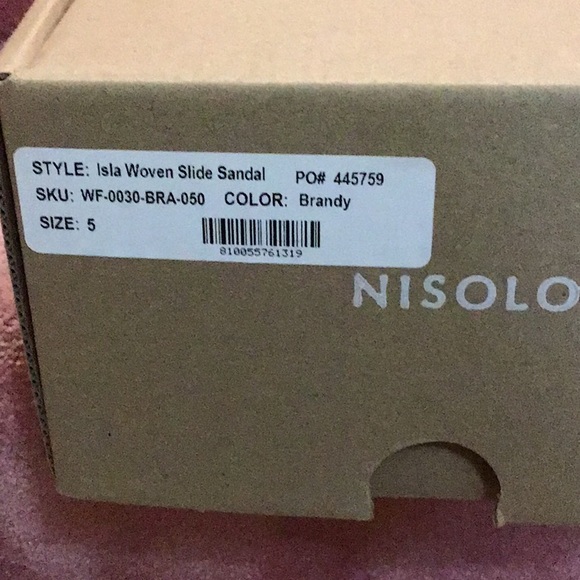 STYLE: Isla Woven Slide Sandal PO# 445759
SKU: WF-0030-BRA-050 COLOR: Brandy
SIZE: 5
810055761319
NISOLO